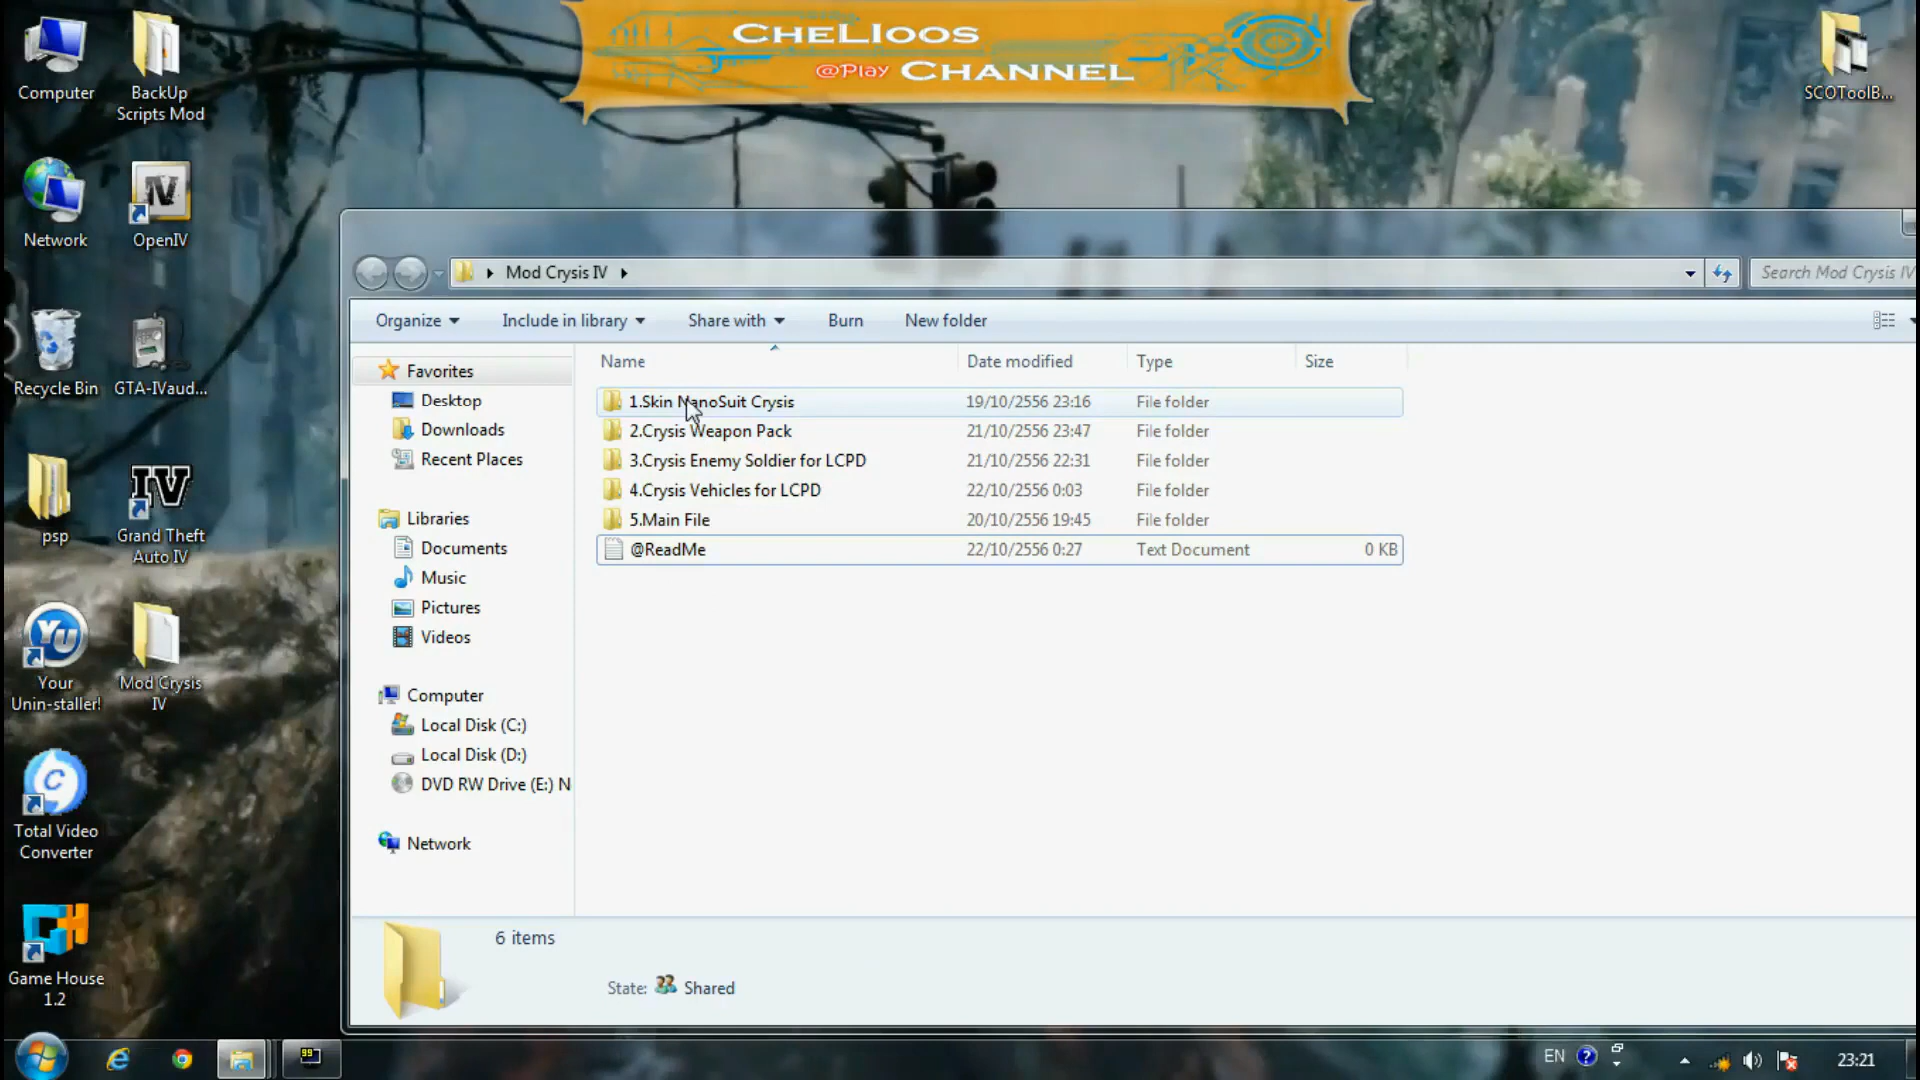 CheLIoos
@Play Channel
Computer
BackUp
Scripts Mod
SCOToolB...
Network
OpenIV
IV
Recycle Bin
GTA-IVaud...
psp
IV
Grand Theft
Auto IV
YU
Your
Unin-staller!
Mod Crysis
IV
C
Total Video
Converter
Game House
1.2
Mod Crysis IV
Search Mod Crysis IV
Organize
Include in library
Share with
Burn
New folder
Name
Date modified
Type
Size
1.Skin NanoSuit Crysis 19/10/2556 23:16 File folder
2.Crysis Weapon Pack 21/10/2556 23:47 File folder
3.Crysis Enemy Soldier for LCPD 21/10/2556 22:31 File folder
4.Crysis Vehicles for LCPD 22/10/2556 0:03 File folder
5.Main File 20/10/2556 19:45 File folder
@ReadMe 22/10/2556 0:27 Text Document 0 KB
Favorites
Desktop
Downloads
Recent Places
Libraries
Documents
Music
Pictures
Videos
Computer
Local Disk (C:)
Local Disk (D:)
DVD RW Drive (E:) N
Network
6 items
State: Shared
99
EN
23:21